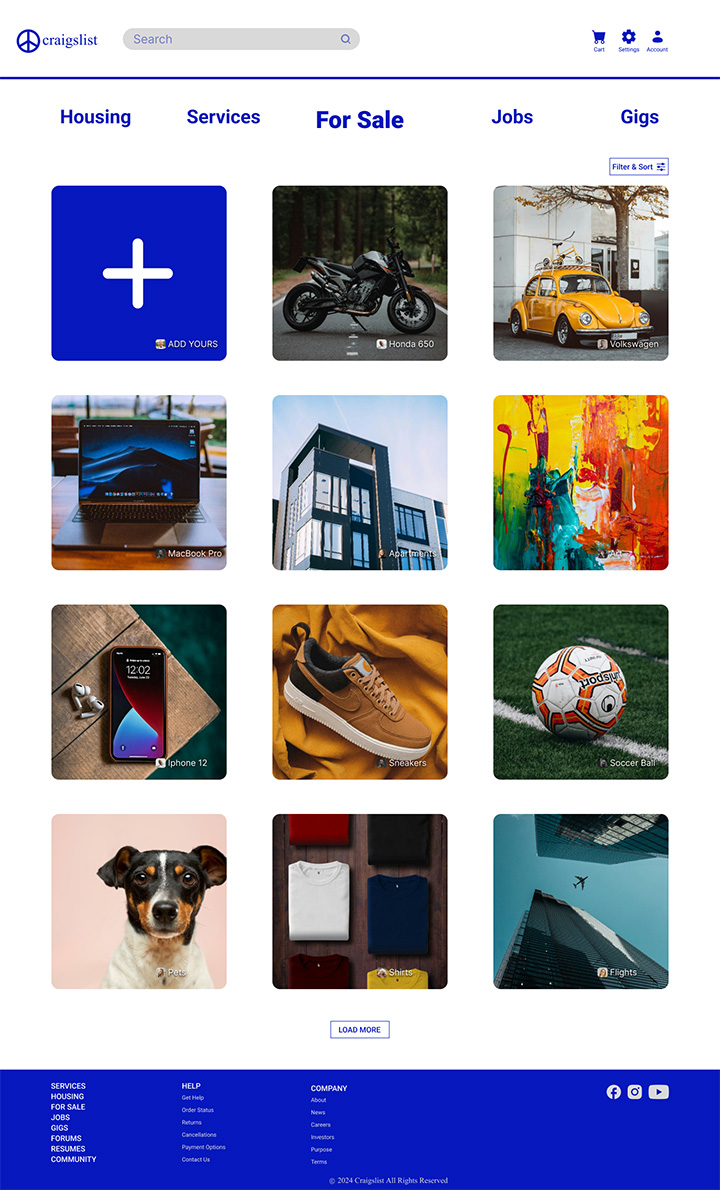 craigslist
Search
Cart
Settings
Account
Housing
Services
For Sale
Jobs
Gigs
Filter & Sort
ADD YOURS
Honda 650
Volkswagen
MacBook Pro
Apartments
Art
12:02
Iphone 12
Sneakers
uhlsport
Soccer Ball
Pets
Shirts
Flights
LOAD MORE
SERVICES
HOUSING
FOR SALE
JOBS
GIGS
FORUMS
RESUMES
COMMUNITY
HELP
Get Help
Order Status
Returns
Cancellations
Payment Options
Contact Us
COMPANY
About
News
Careers
Investors
Purpose
Terms
© 2024 Craigslist All Rights Reserved